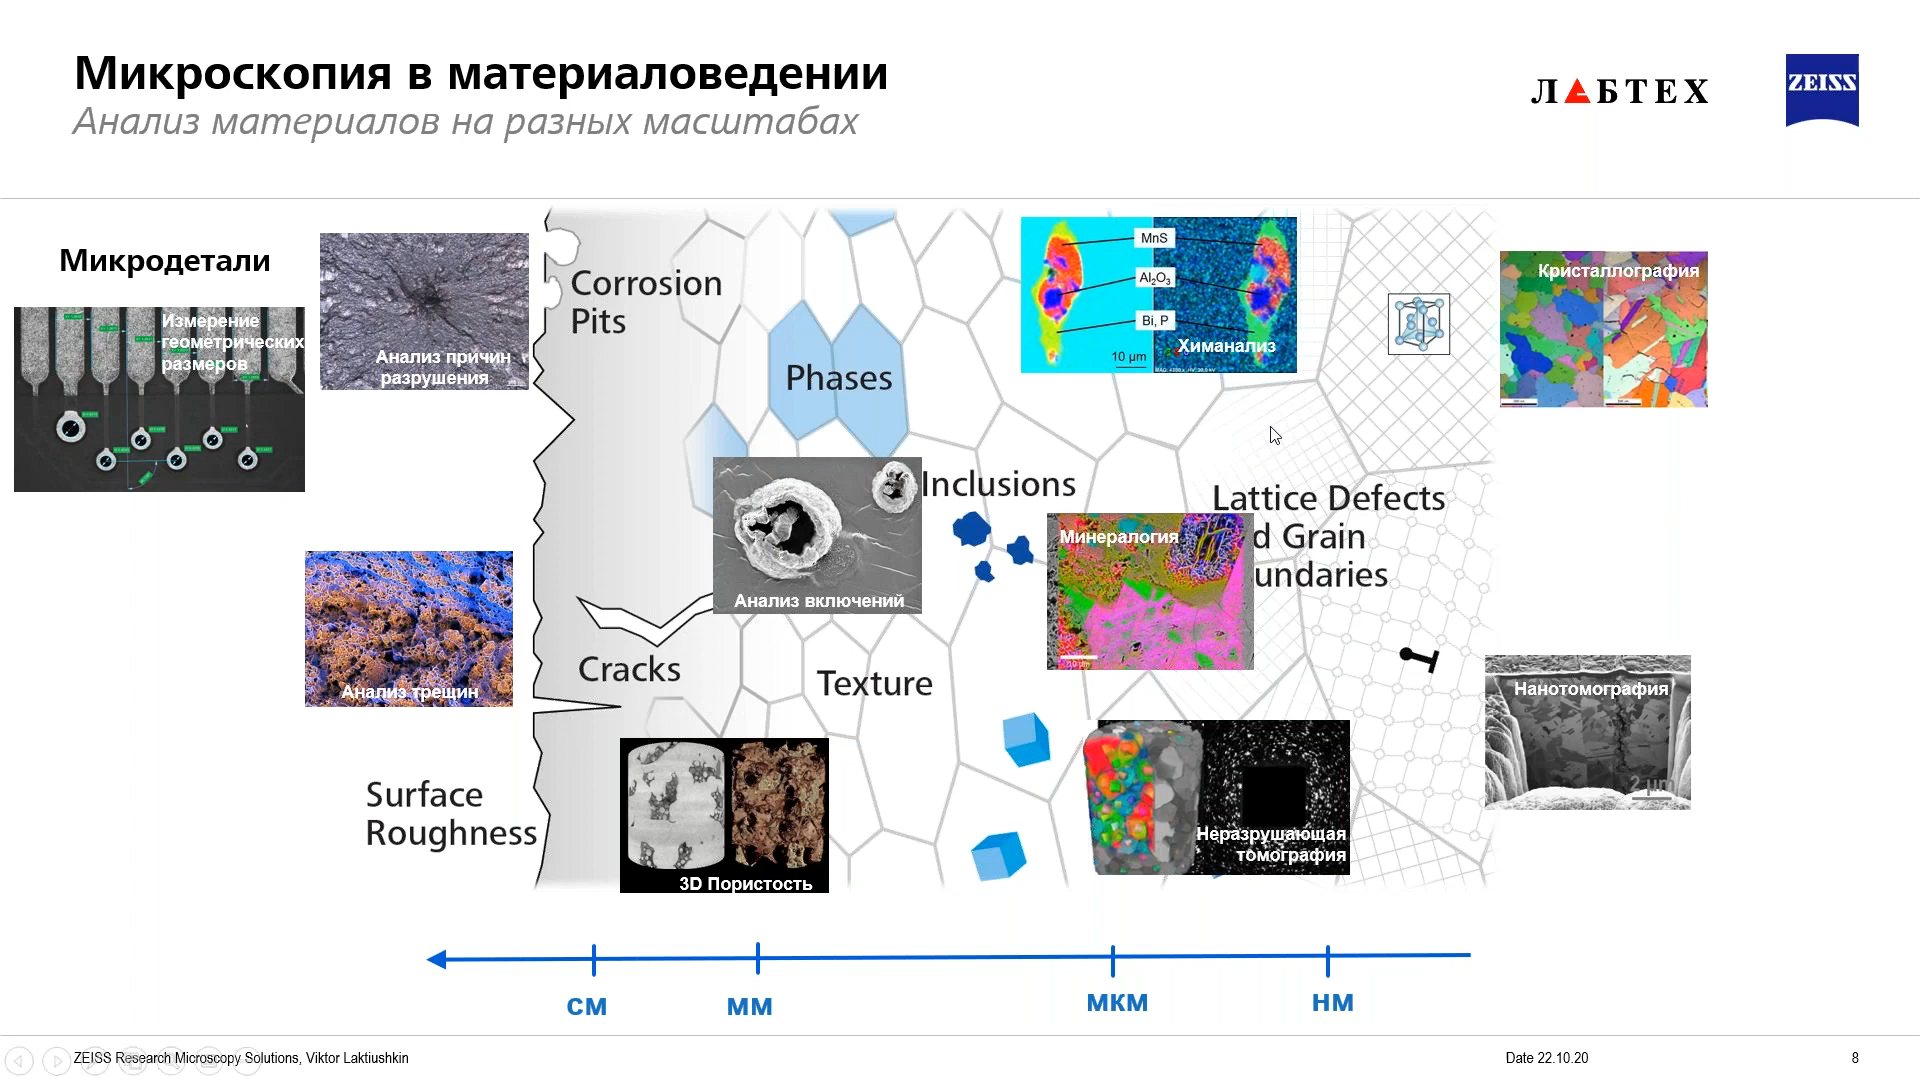 Микроскопия в материаловедении
Анализ материалов на разных масштабах
ЛАБТЕХ
ZEISS
Микродетали
Измерение
геометрических
размеров
Анализ причин
разрушения
Corrosion
Pits
Phases
MnS
Al₂O₃
Bi, P
10 µm
Химанализ
Кристаллография
Inclusions
Анализ включений
Lattice Defects
d Grain
undaries
Минералогия
Анализ трещин
Cracks
Texture
Нанотомография
2 µm
Surface
Roughness
3D Пористость
Неразрушающая
томография
см
мм
мкм
нм
ZEISS Research Microscopy Solutions, Viktor Laktiushkin
Date 22.10.20
8